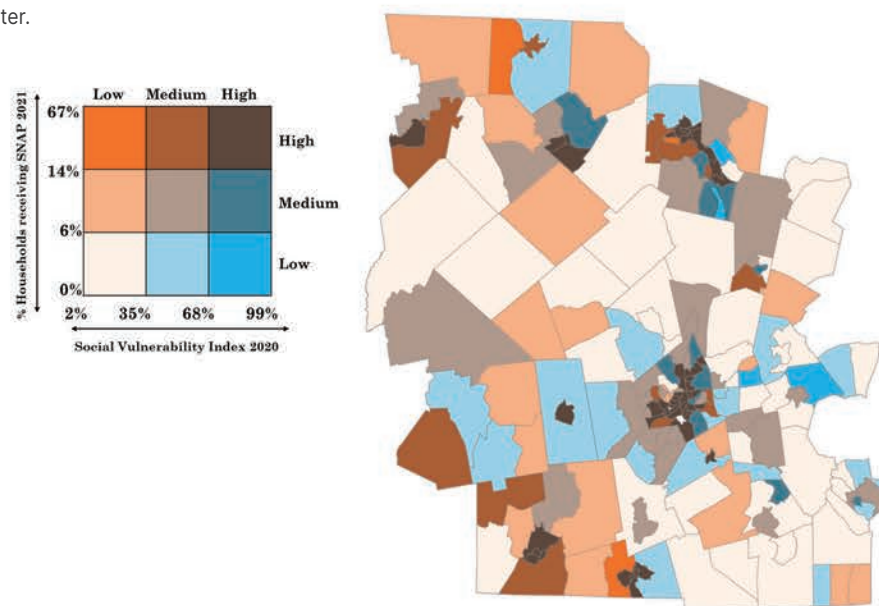 ter.
Low Medium High
67%
High
14%
Medium
6%
Low
0%
2% 35% 68% 99%
% Households receiving SNAP 2021
Social Vulnerability Index 2020